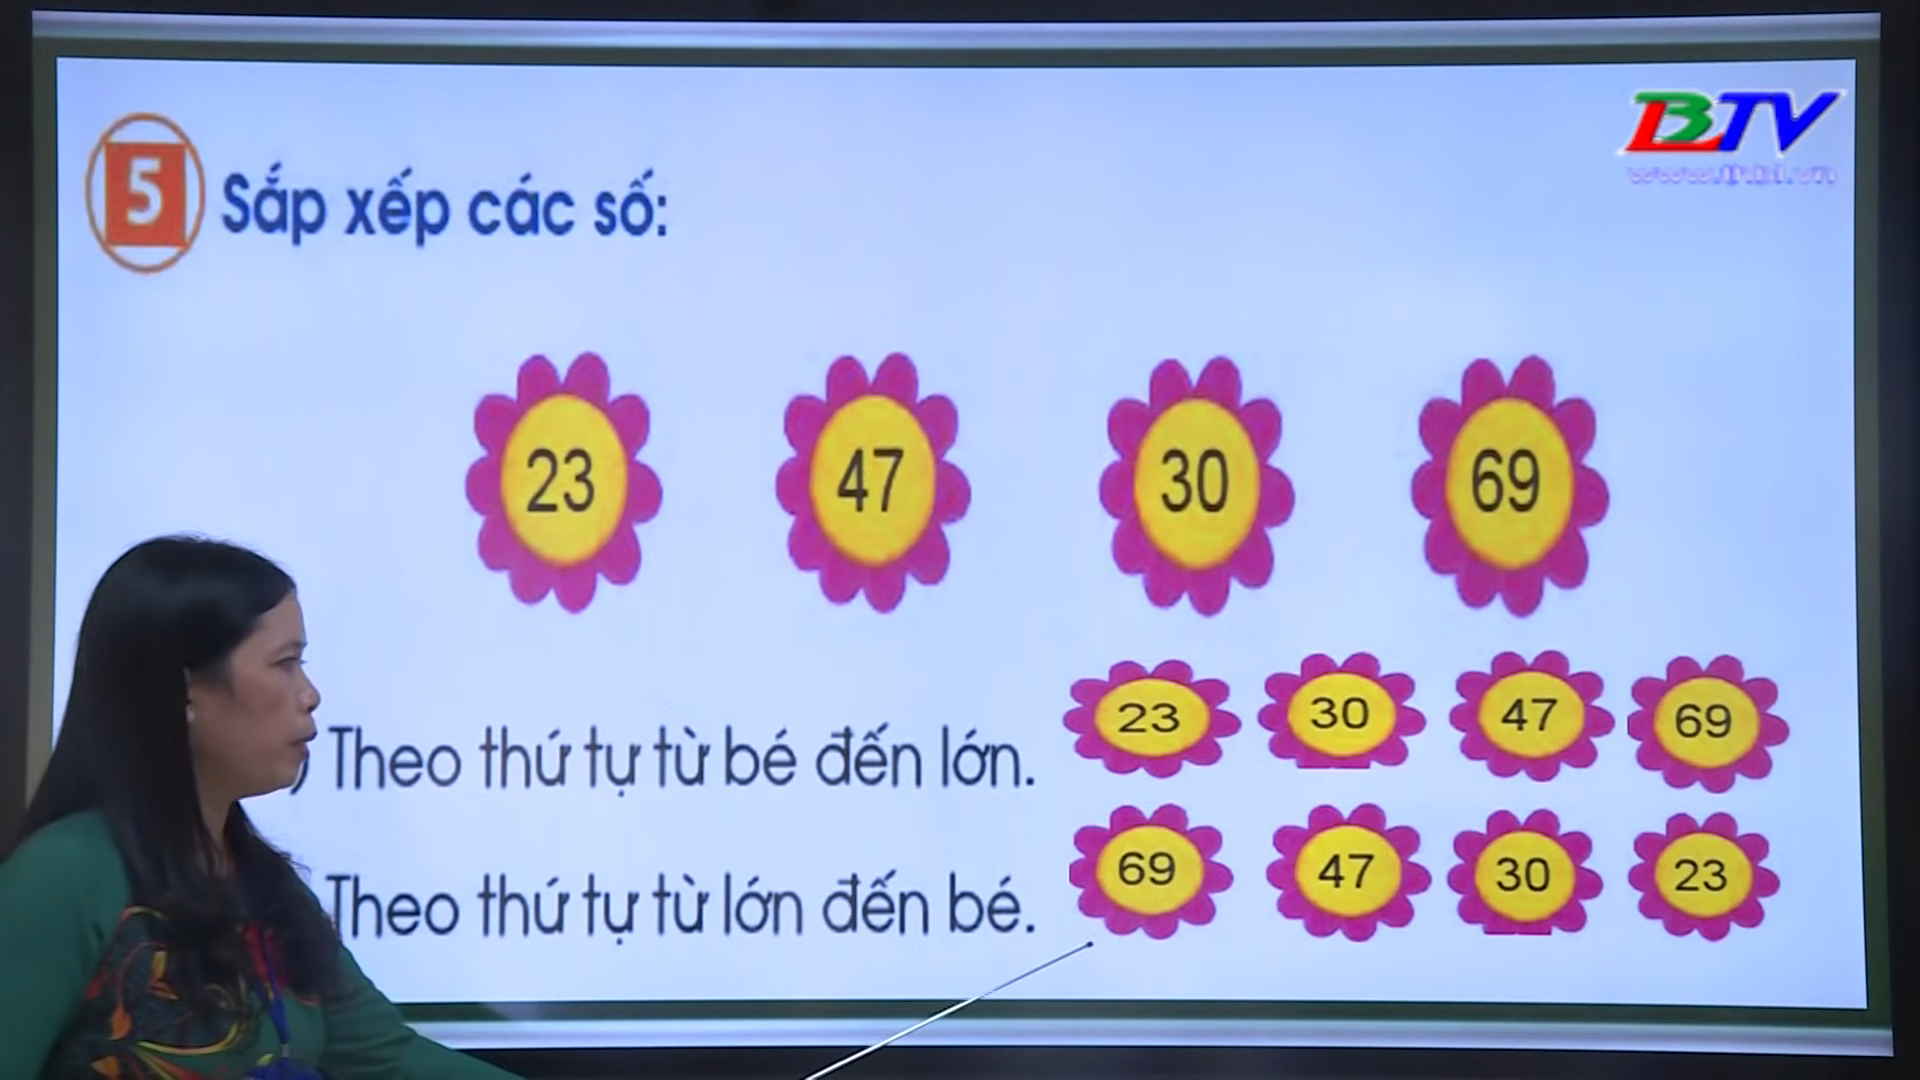 BTV
5 Sắp xếp các số:
23 47 30 69
) Theo thứ tự từ bé đến lớn.
23 30 47 69
Theo thứ tự từ lớn đến bé.
69 47 30 23